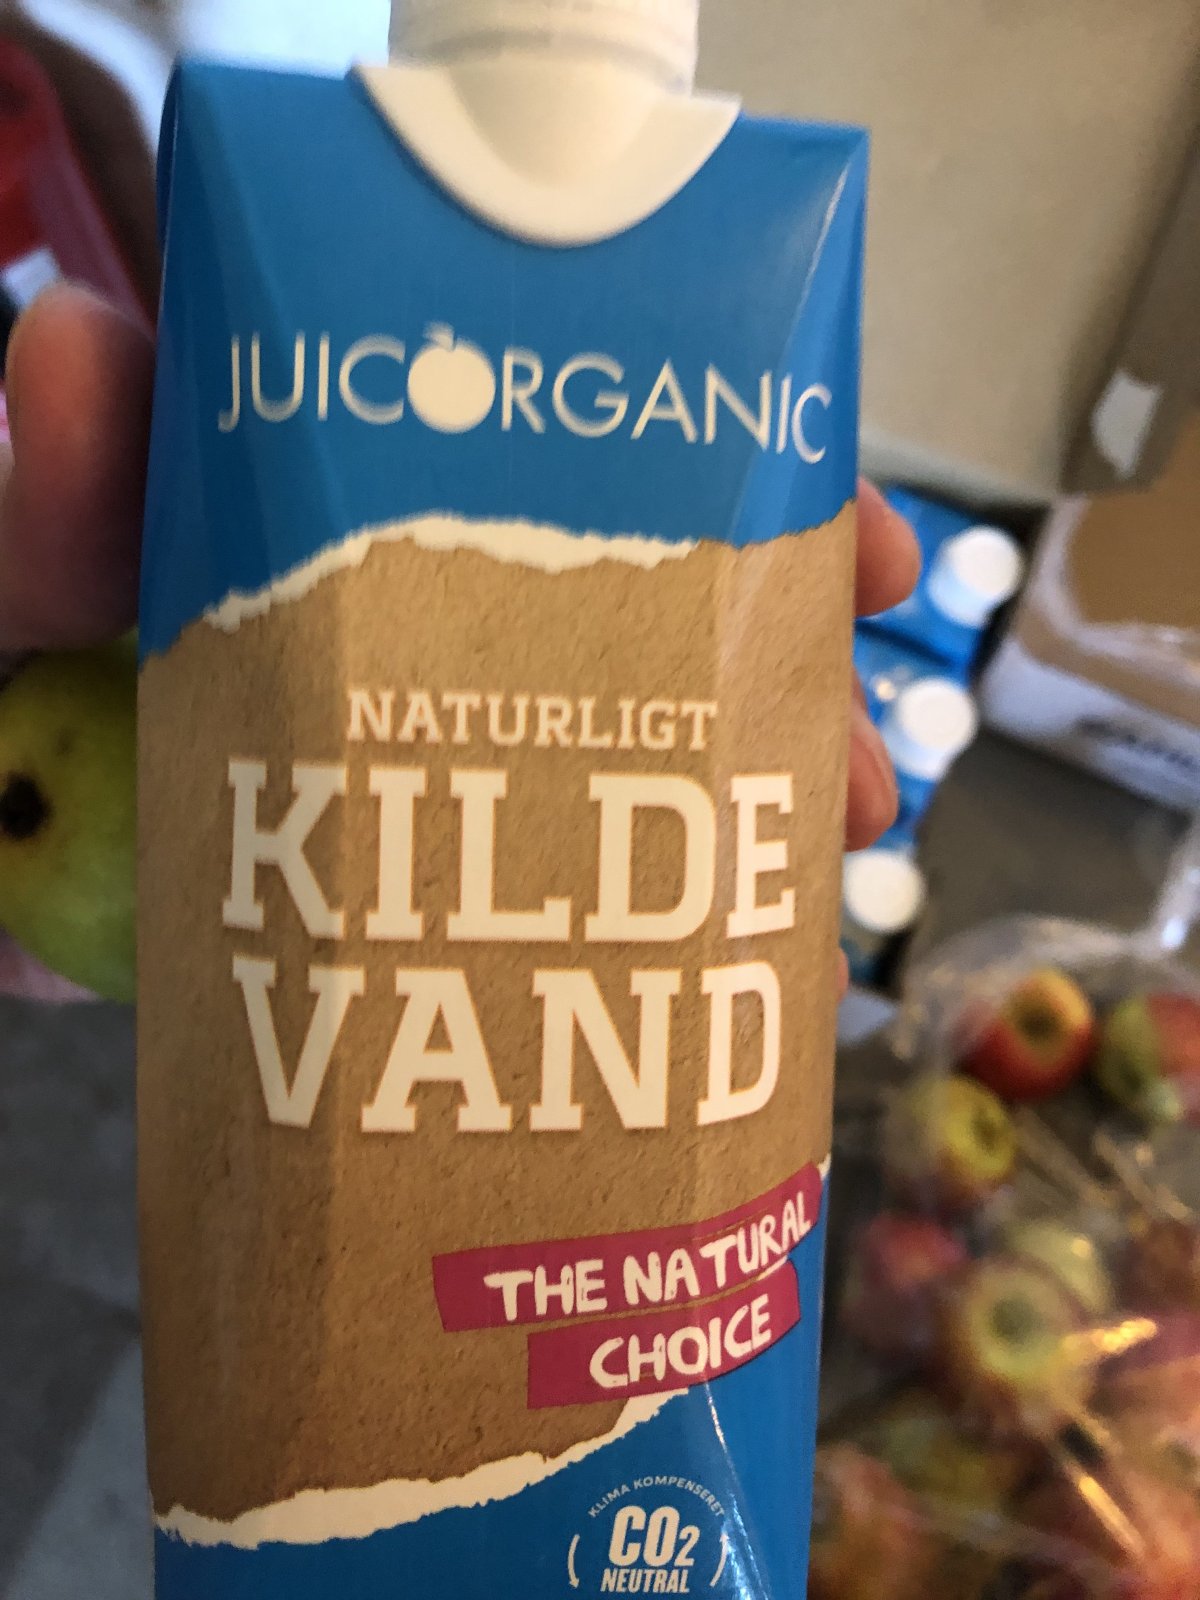 JUICORGANIC
NATURLIGT
KILDE
VAND
THE NATURAL
CHOICE
KLIMA KOMPENSERET
CO2
NEUTRAL